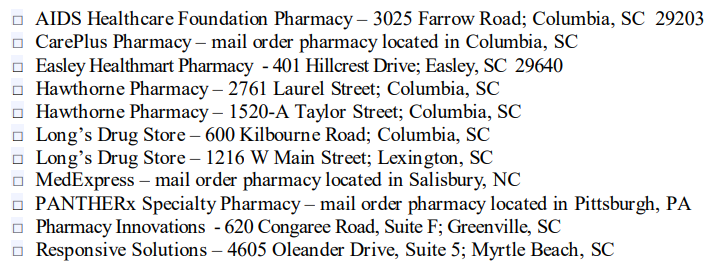 □ AIDS Healthcare Foundation Pharmacy – 3025 Farrow Road; Columbia, SC 29203
□ CarePlus Pharmacy – mail order pharmacy located in Columbia, SC
□ Easley Healthmart Pharmacy - 401 Hillcrest Drive; Easley, SC 29640
□ Hawthorne Pharmacy – 2761 Laurel Street; Columbia, SC
□ Hawthorne Pharmacy – 1520-A Taylor Street; Columbia, SC
□ Long’s Drug Store – 600 Kilbourne Road; Columbia, SC
□ Long’s Drug Store – 1216 W Main Street; Lexington, SC
□ MedExpress – mail order pharmacy located in Salisbury, NC
□ PANTHERx Specialty Pharmacy – mail order pharmacy located in Pittsburgh, PA
□ Pharmacy Innovations - 620 Congaree Road, Suite F; Greenville, SC
□ Responsive Solutions – 4605 Oleander Drive, Suite 5; Myrtle Beach, SC